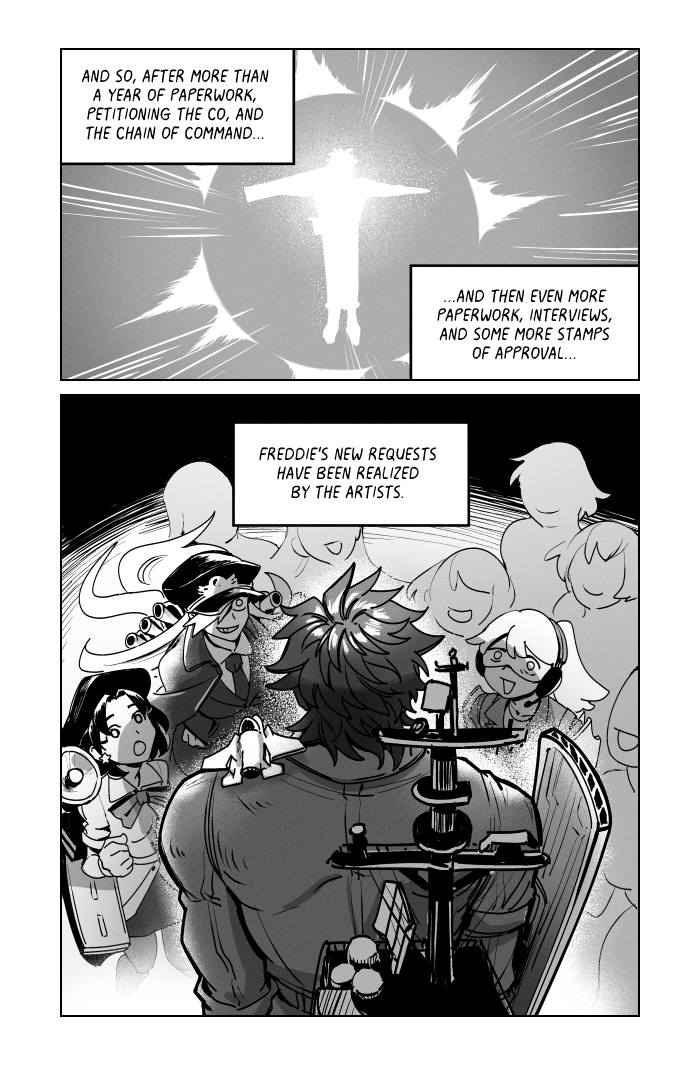 AND SO, AFTER MORE THAN
A YEAR OF PAPERWORK,
PETITIONING THE CO, AND
THE CHAIN OF COMMAND...
...AND THEN EVEN MORE
PAPERWORK, INTERVIEWS,
AND SOME MORE STAMPS
OF APPROVAL...
FREDDIE'S NEW REQUESTS
HAVE BEEN REALIZED
BY THE ARTISTS.